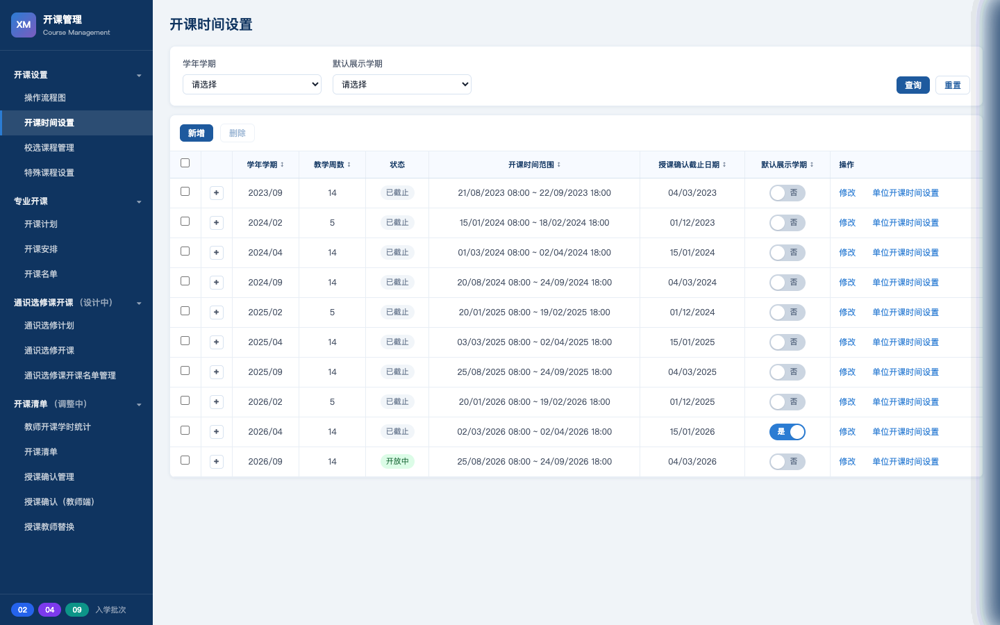 XM
开课管理
Course Management
开课设置
操作流程图
开课时间设置
校选课程管理
特殊课程设置
专业开课
开课计划
开课安排
开课名单
通识选修课开课 （设计中）
通识选修计划
通识选修开课
通识选修课开课名单管理
开课清单 （调整中）
教师开课学时统计
开课清单
授课确认管理
授课确认（教师端）
授课教师替换
02 04 09 入学批次
开课时间设置
学年学期 默认展示学期
请选择 请选择 查询 重置
新增 删除
学年学期 ↕ 教学周数 ↕ 状态 开课时间范围 ↕ 授课确认截止日期 ↕ 默认展示学期 ↕ 操作
+ 2023/09 14 已截止 21/08/2023 08:00 ~ 22/09/2023 18:00 04/03/2023 否 修改 单位开课时间设置
+ 2024/02 5 已截止 15/01/2024 08:00 ~ 18/02/2024 18:00 01/12/2023 否 修改 单位开课时间设置
+ 2024/04 14 已截止 01/03/2024 08:00 ~ 02/04/2024 18:00 15/01/2024 否 修改 单位开课时间设置
+ 2024/09 14 已截止 20/08/2024 08:00 ~ 24/09/2024 18:00 04/03/2024 否 修改 单位开课时间设置
+ 2025/02 5 已截止 20/01/2025 08:00 ~ 19/02/2025 18:00 01/12/2024 否 修改 单位开课时间设置
+ 2025/04 14 已截止 03/03/2025 08:00 ~ 02/04/2025 18:00 15/01/2025 否 修改 单位开课时间设置
+ 2025/09 14 已截止 25/08/2025 08:00 ~ 24/09/2025 18:00 04/03/2025 否 修改 单位开课时间设置
+ 2026/02 5 已截止 20/01/2026 08:00 ~ 19/02/2026 18:00 01/12/2025 否 修改 单位开课时间设置
+ 2026/04 14 已截止 02/03/2026 08:00 ~ 02/04/2026 18:00 15/01/2026 是 修改 单位开课时间设置
+ 2026/09 14 开放中 25/08/2026 08:00 ~ 24/09/2026 18:00 04/03/2026 否 修改 单位开课时间设置